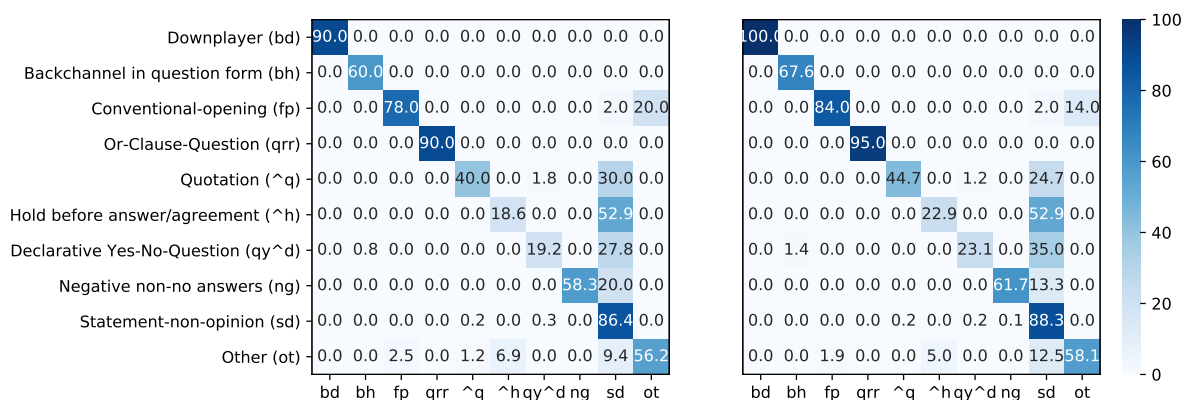 Downplayer (bd) 90.0 0.0 0.0 0.0 0.0 0.0 0.0 0.0 0.0 0.0 100.0 0.0 0.0 0.0 0.0 0.0 0.0 0.0 0.0 0.0 100
Backchannel in question form (bh) 0.0 60.0 0.0 0.0 0.0 0.0 0.0 0.0 0.0 0.0 0.0 67.6 0.0 0.0 0.0 0.0 0.0 0.0 0.0 0.0
Conventional-opening (fp) 0.0 0.0 78.0 0.0 0.0 0.0 0.0 0.0 2.0 20.0 0.0 0.0 84.0 0.0 0.0 0.0 0.0 0.0 2.0 14.0 80
Or-Clause-Question (qrr) 0.0 0.0 0.0 90.0 0.0 0.0 0.0 0.0 0.0 0.0 0.0 0.0 0.0 95.0 0.0 0.0 0.0 0.0 0.0 0.0
Quotation (^q) 0.0 0.0 0.0 0.0 40.0 0.0 1.8 0.0 30.0 0.0 0.0 0.0 0.0 0.0 44.7 0.0 1.2 0.0 24.7 0.0 60
Hold before answer/agreement (^h) 0.0 0.0 0.0 0.0 0.0 18.6 0.0 0.0 52.9 0.0 0.0 0.0 0.0 0.0 0.0 22.9 0.0 0.0 52.9 0.0
Declarative Yes-No-Question (qy^d) 0.0 0.8 0.0 0.0 0.0 0.0 19.2 0.0 27.8 0.0 0.0 1.4 0.0 0.0 0.0 0.0 23.1 0.0 35.0 0.0 40
Negative non-no answers (ng) 0.0 0.0 0.0 0.0 0.0 0.0 0.0 58.3 20.0 0.0 0.0 0.0 0.0 0.0 0.0 0.0 0.0 61.7 13.3 0.0
Statement-non-opinion (sd) 0.0 0.0 0.0 0.0 0.2 0.0 0.3 0.0 86.4 0.0 0.0 0.0 0.0 0.0 0.2 0.0 0.2 0.1 88.3 0.0 20
Other (ot) 0.0 0.0 2.5 0.0 1.2 6.9 0.0 0.0 9.4 56.2 0.0 0.0 1.9 0.0 0.0 5.0 0.0 0.0 12.5 58.1 0
bd bh fp qrr ^q ^h qy^d ng sd ot bd bh fp qrr ^q ^h qy^d ng sd ot